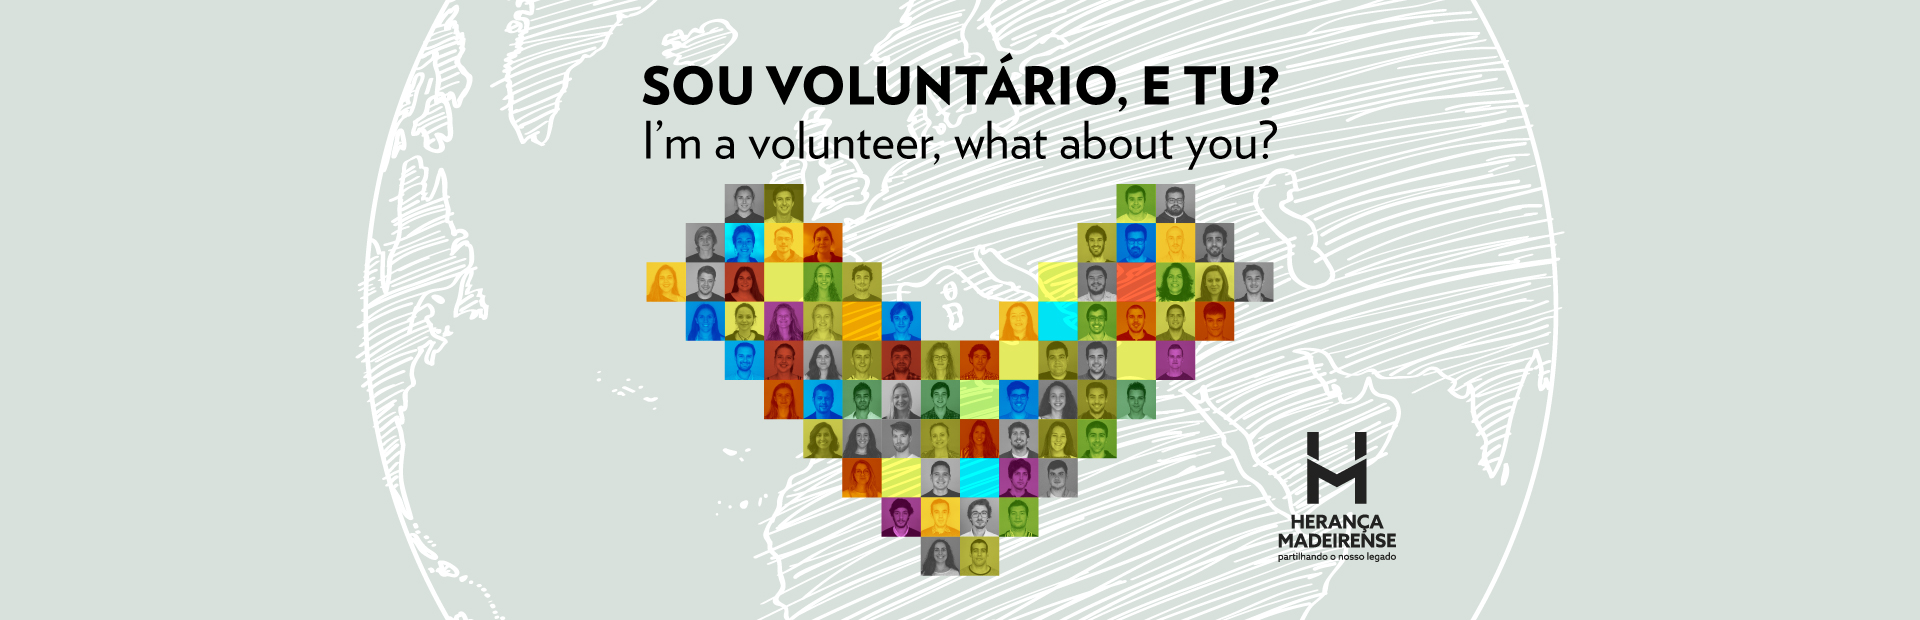 SOU VOLUNTÁRIO, E TU?
I'm a volunteer, what about you?
HERANÇA
MADEIRENSE
partilhando o nosso legado